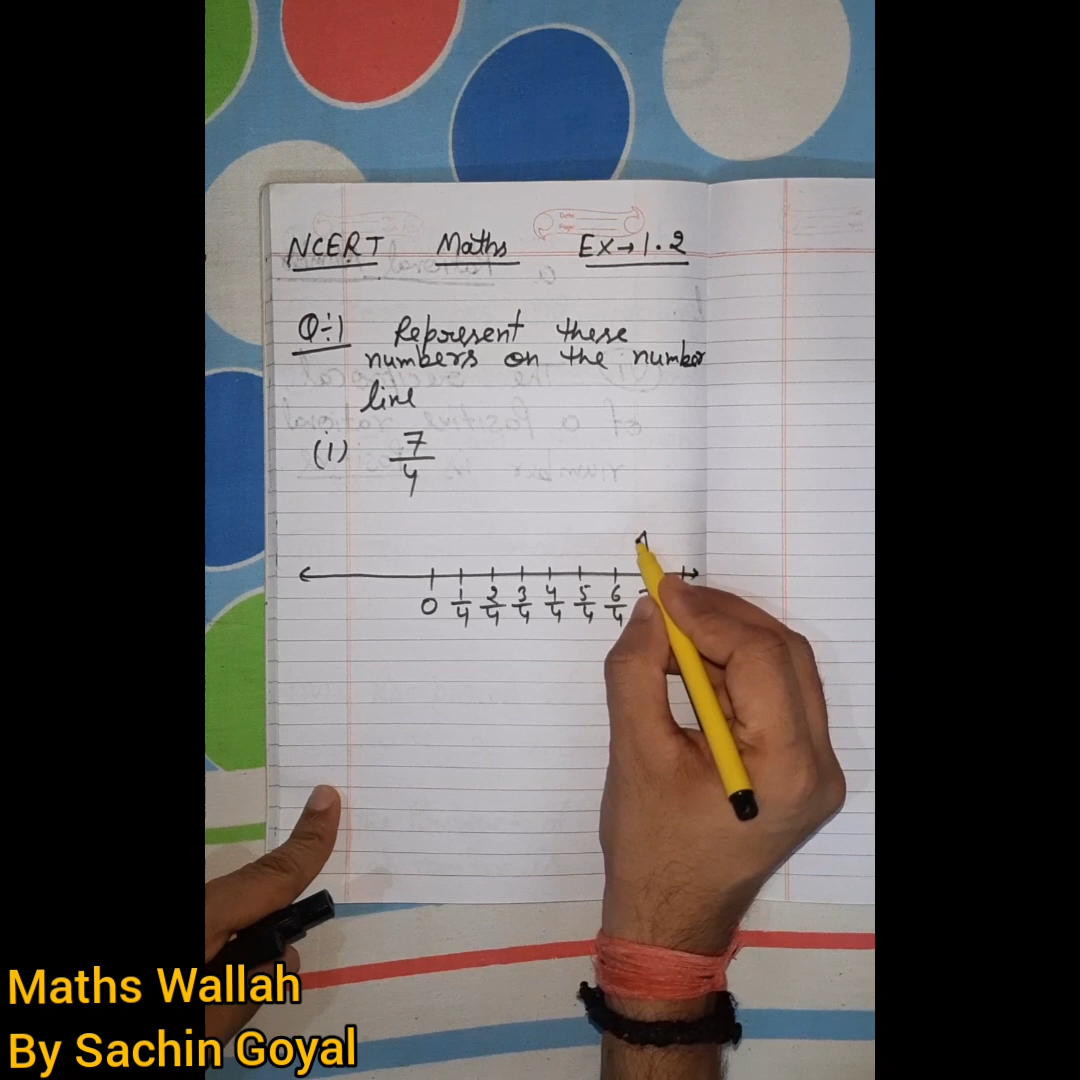 NCERT Maths EX→1.2
Q÷1 Represent these
numbers on the number
line
(i) 7/4
0 1/4 2/4 3/4 4/4 5/4 6/4
Maths Wallah
By Sachin Goyal